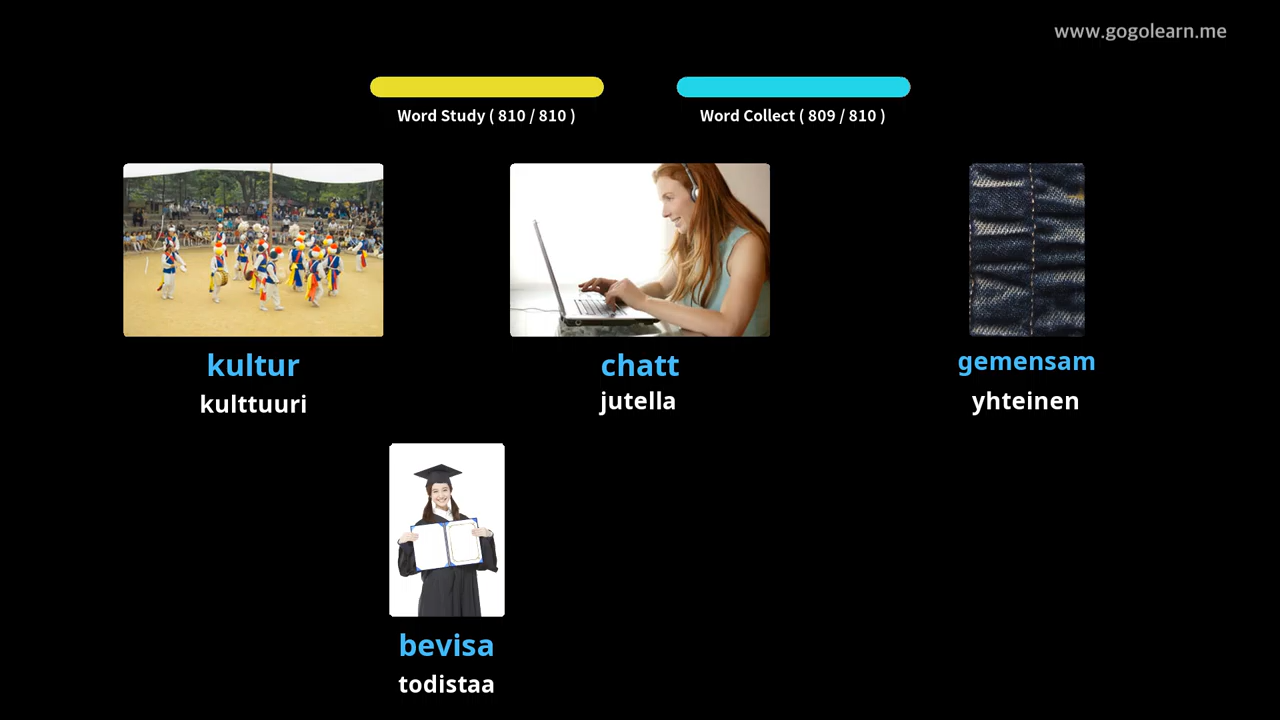 www.gogolearn.me
Word Study ( 810 / 810 )
Word Collect ( 809 / 810 )
kultur
kulttuuri
chatt
jutella
gemensam
yhteinen
bevisa
todistaa